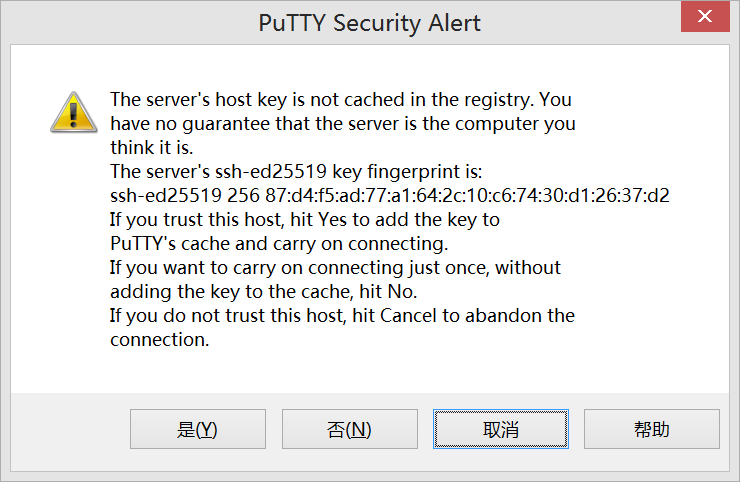 PuTTY Security Alert
The server's host key is not cached in the registry. You
have no guarantee that the server is the computer you
think it is.
The server's ssh-ed25519 key fingerprint is:
ssh-ed25519 256 87:d4:f5:ad:77:a1:64:2c:10:c6:74:30:d1:26:37:d2
If you trust this host, hit Yes to add the key to
PuTTY's cache and carry on connecting.
If you want to carry on connecting just once, without
adding the key to the cache, hit No.
If you do not trust this host, hit Cancel to abandon the
connection.
是(Y) 否(N) 取消 帮助